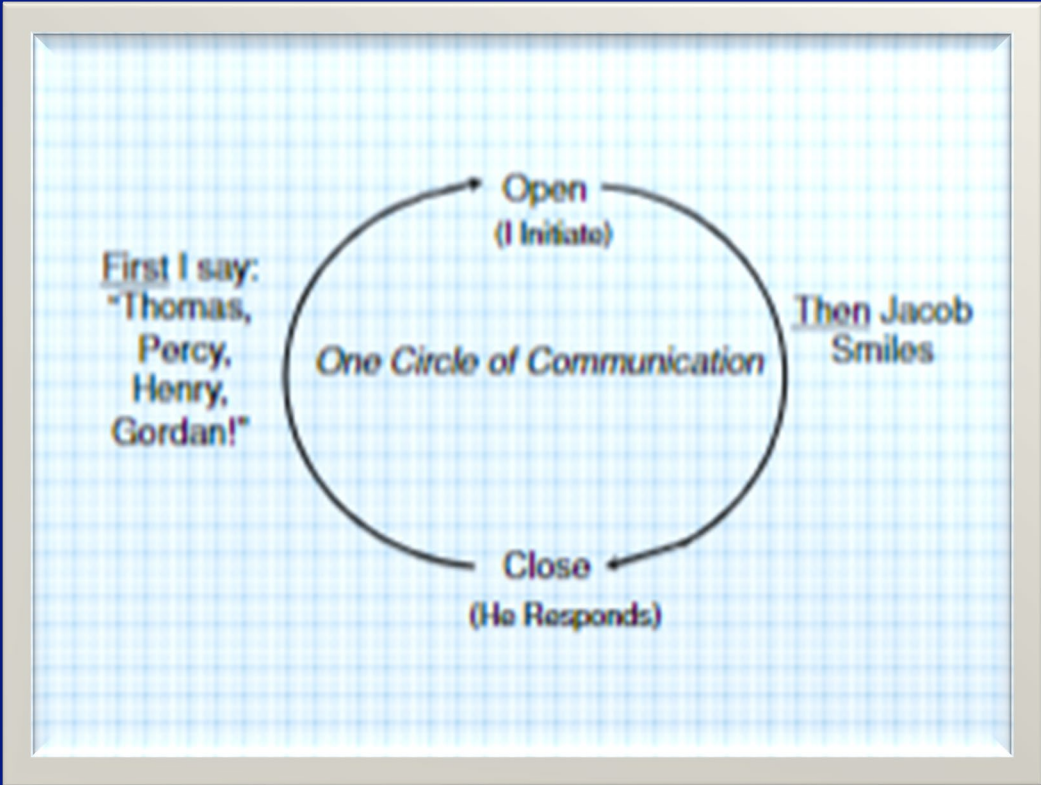 Open
(I Initiate)
First I say:
"Thomas,
Percy,
Henry,
Gordan!"
Then Jacob
Smiles
One Circle of Communication
Close
(He Responds)